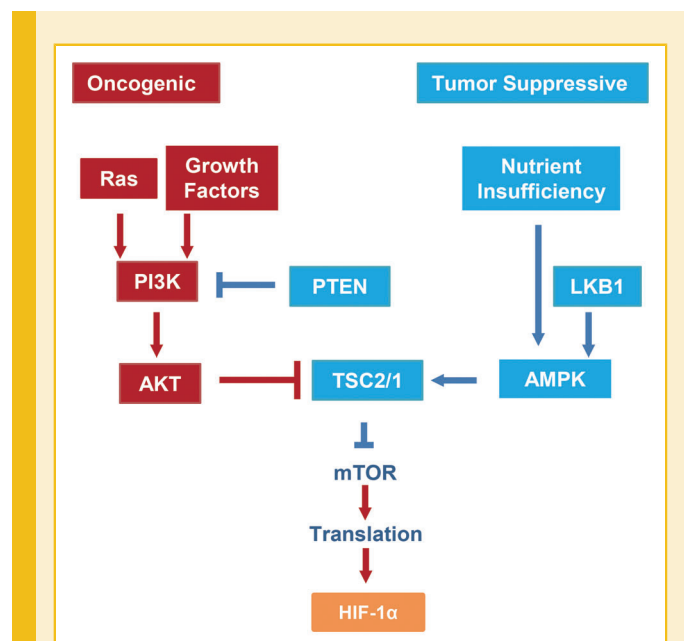 Oncogenic
Tumor Suppressive
Ras
Growth
Factors
Nutrient
Insufficiency
PI3K
PTEN
LKB1
AKT
TSC2/1
AMPK
mTOR
Translation
HIF-1α